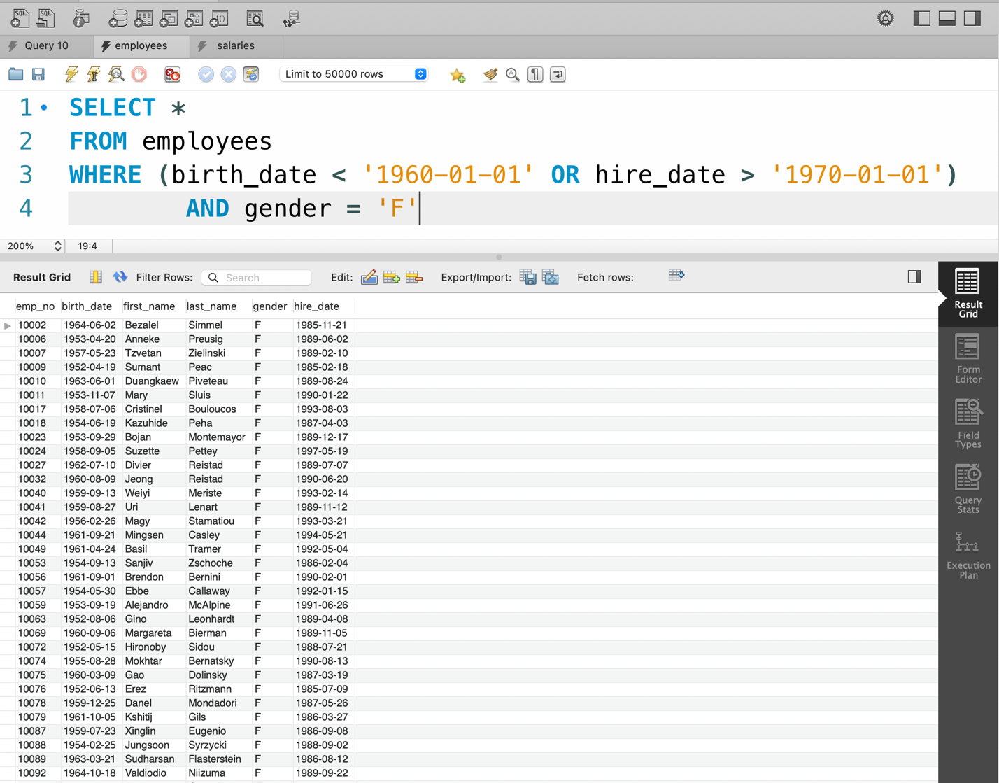 SQL SQL
Query 10 employees salaries
Limit to 50000 rows
1 SELECT *
2 FROM employees
3 WHERE (birth_date < '1960-01-01' OR hire_date > '1970-01-01')
4 AND gender = 'F'
200% 19:4
Result Grid Filter Rows: Search Edit: Export/Import: Fetch rows:
emp_no birth_date first_name last_name gender hire_date
10002 1964-06-02 Bezalel Simmel F 1985-11-21
10006 1953-04-20 Anneke Preusig F 1989-06-02
10007 1957-05-23 Tzvetan Zielinski F 1989-02-10
10009 1952-04-19 Sumant Peac F 1985-02-18
10010 1963-06-01 Duangkaew Piveteau F 1989-08-24
10011 1953-11-07 Mary Sluis F 1990-01-22
10017 1958-07-06 Cristinel Bouloucos F 1993-08-03
10018 1954-06-19 Kazuhide Peha F 1987-04-03
10023 1953-09-29 Bojan Montemayor F 1989-12-17
10024 1958-09-05 Suzette Pettey F 1997-05-19
10027 1962-07-10 Divier Reistad F 1989-07-07
10032 1960-08-09 Jeong Reistad F 1990-06-20
10040 1959-09-13 Weiyi Meriste F 1993-02-14
10041 1959-08-27 Uri Lenart F 1989-11-12
10042 1956-02-26 Magy Stamatiou F 1993-03-21
10044 1961-09-21 Mingsen Casley F 1994-05-21
10049 1961-04-24 Basil Tramer F 1992-05-04
10053 1954-09-13 Sanjiv Zschoche F 1986-02-04
10056 1961-09-01 Brendon Bernini F 1990-02-01
10057 1954-05-30 Ebbe Callaway F 1992-01-15
10059 1953-09-19 Alejandro McAlpine F 1991-06-26
10063 1952-08-06 Gino Leonhardt F 1989-04-08
10069 1960-09-06 Margareta Bierman F 1989-11-05
10072 1952-05-15 Hironoby Sidou F 1988-07-21
10074 1955-08-28 Mokhtar Bernatsky F 1990-08-13
10075 1960-03-09 Gao Dolinsky F 1987-03-19
10076 1952-06-13 Erez Ritzmann F 1985-07-09
10078 1959-12-25 Danel Mondadori F 1987-05-26
10079 1961-10-05 Kshitij Gils F 1986-03-27
10087 1959-07-23 Xinglin Eugenio F 1986-09-08
10088 1954-02-25 Jungsoon Syrzycki F 1988-09-02
10089 1963-03-21 Sudharsan Flasterstein F 1986-08-12
10092 1964-10-18 Valdiodio Niizuma F 1989-09-22
Result
Grid
Form
Editor
Field
Types
Query
Stats
Execution
Plan